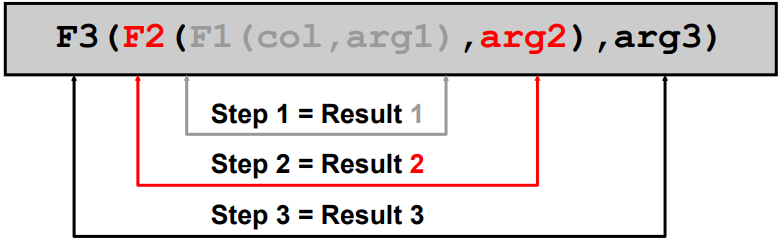 F3(F2(F1(col,arg1),arg2),arg3)
Step 1 = Result 1
Step 2 = Result 2
Step 3 = Result 3